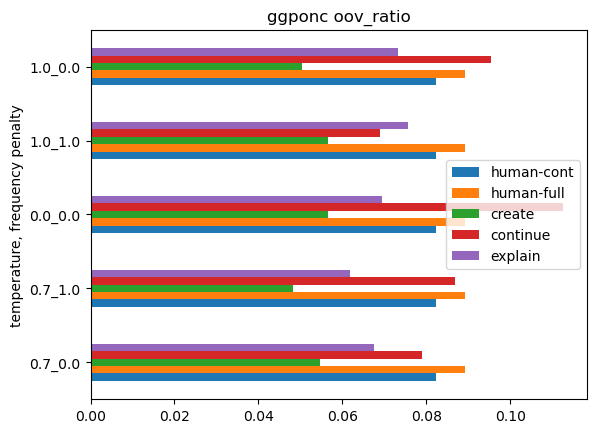 ggponc oov_ratio
temperature, frequency penalty
1.0_0.0
1.0_1.0
0.0_0.0
0.7_1.0
0.7_0.0
human-cont
human-full
create
continue
explain
0.00 0.02 0.04 0.06 0.08 0.10